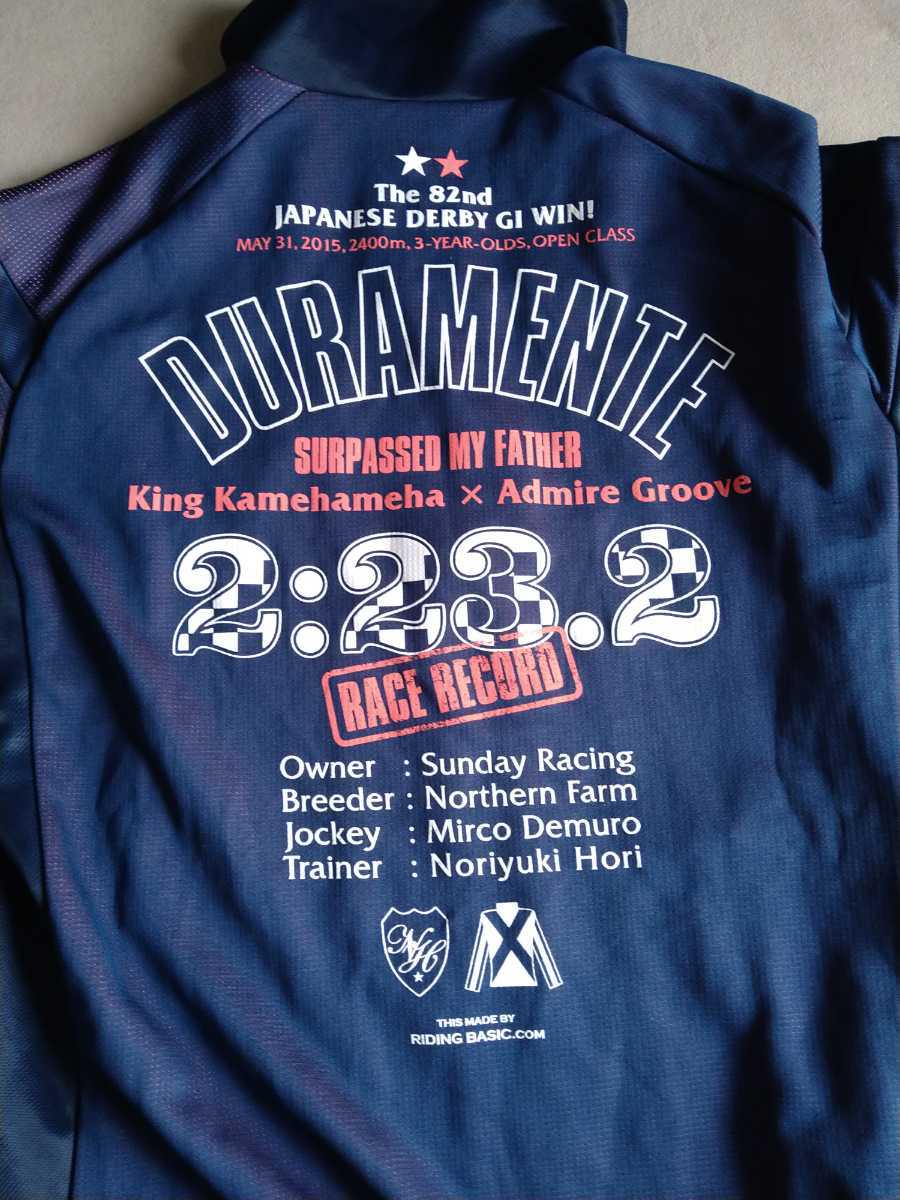 The 82nd
JAPANESE DERBY GI WIN!
MAY 31, 2015, 2400m, 3-YEAR-OLDS, OPEN CLASS
DURAMENTE
SURPASSED MY FATHER
King Kamehameha × Admire Groove
2:23.2
RACE RECORD
Owner : Sunday Racing
Breeder : Northern Farm
Jockey : Mirco Demuro
Trainer : Noriyuki Hori
NH
THIS MADE BY
RIDING BASIC.COM